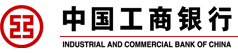 中国工商银行
INDUSTRIAL AND COMMERCIAL BANK OF CHINA